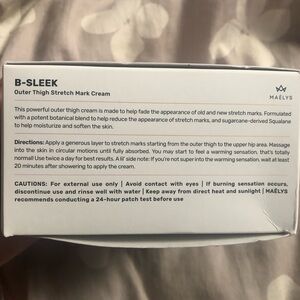 B-SLEEK
Outer Thigh Stretch Mark Cream
MAËLYS
This powerful outer thigh cream is made to help fade the appearance of old and new stretch marks. Formulated
with a potent botanical blend to help reduce the appearance of stretch marks, and sugarcane-derived Squalane
to help moisturize and soften the skin.
Directions: Apply a generous layer to stretch marks starting from the outer thigh to the upper hip area. Massage
into the skin in circular motions until fully absorbed. You may start to feel a warming sensation, that's totally
normal! Use twice a day for best results. A lil' side note: If you're not super into the warming sensation, wait at least
20 minutes after showering to apply the cream.
CAUTIONS: For external use only | Avoid contact with eyes | If burning sensation occurs,
discontinue use and rinse well with water | Keep away from direct heat and sunlight | MAËLYS
recommends conducting a 24-hour patch test before use